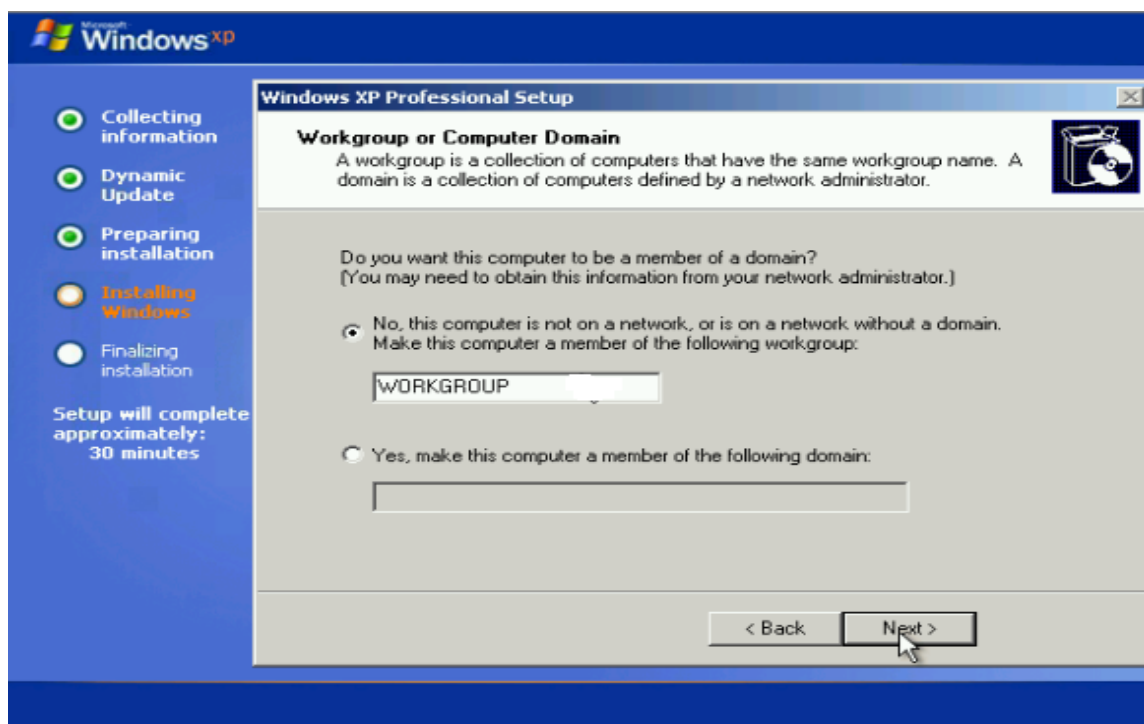 Microsoft
Windows xp
Collecting
information
Dynamic
Update
Preparing
installation
Installing
Windows
Finalizing
installation
Setup will complete
approximately:
30 minutes
Windows XP Professional Setup
Workgroup or Computer Domain
A workgroup is a collection of computers that have the same workgroup name. A
domain is a collection of computers defined by a network administrator.
Do you want this computer to be a member of a domain?
(You may need to obtain this information from your network administrator.)
No, this computer is not on a network, or is on a network without a domain.
Make this computer a member of the following workgroup:
WORKGROUP
Yes, make this computer a member of the following domain:
< Back
Next >